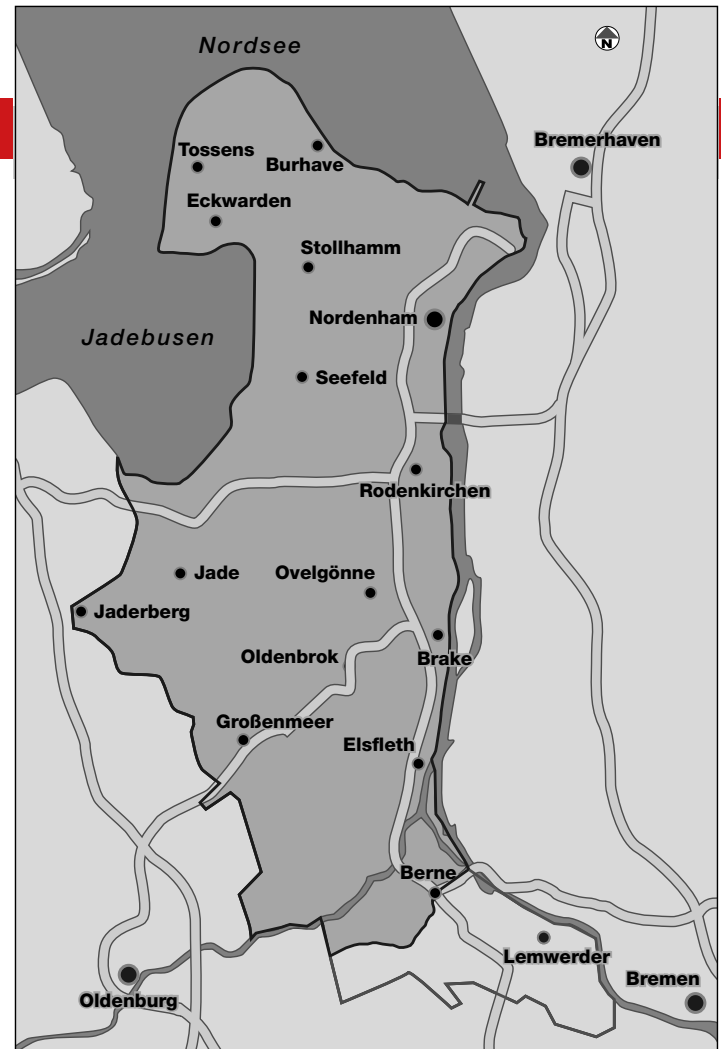 Nordsee
N
Bremerhaven
Tossens
Burhave
Eckwarden
Stollhamm
Nordenham
Jadebusen
Seefeld
Rodenkirchen
Jade
Ovelgönne
Jaderberg
Oldenbrok
Brake
Großenmeer
Elsfleth
Berne
Lemwerder
Bremen
Oldenburg